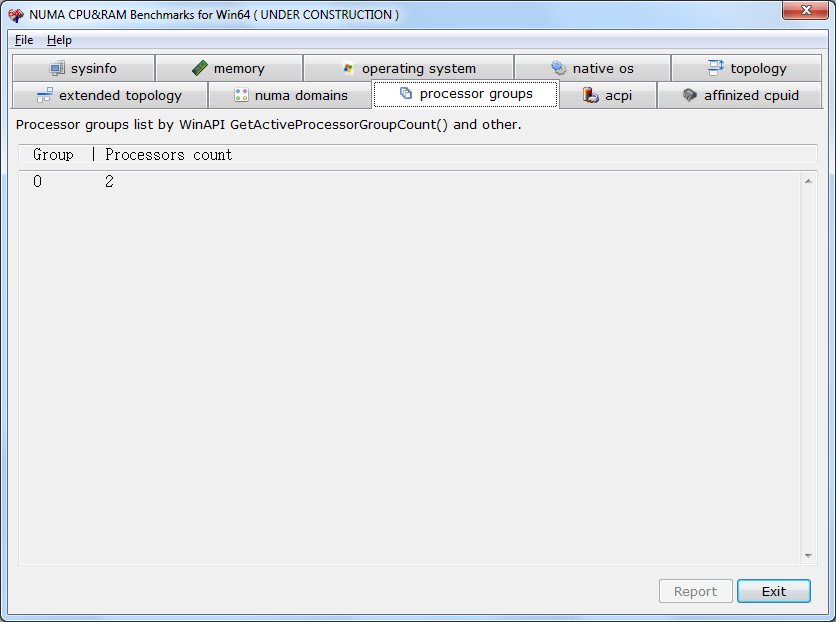 NUMA CPU&RAM Benchmarks for Win64 ( UNDER CONSTRUCTION )
File Help
sysinfo memory operating system native os topology
extended topology numa domains processor groups acpi affinized cpuid
Processor groups list by WinAPI GetActiveProcessorGroupCount() and other.
Group | Processors count
0 2
Report Exit